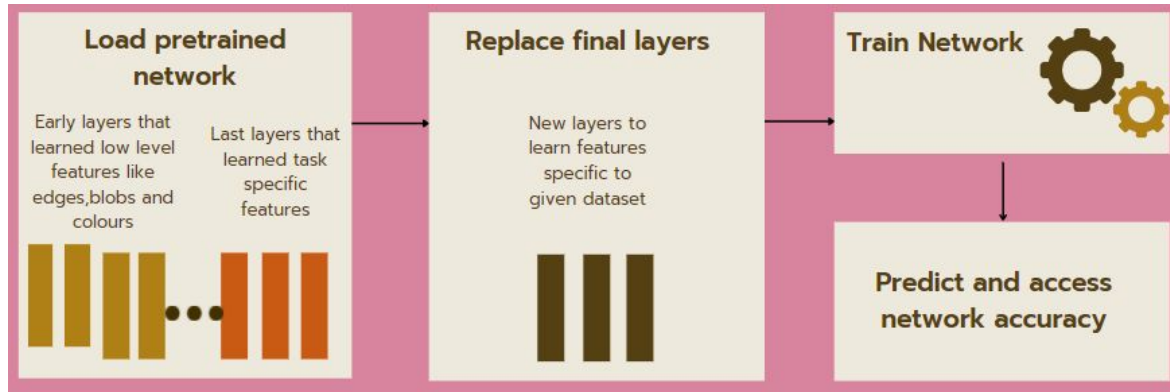 Load pretrained
network
Early layers that
learned low level
features like
edges,blobs and
colours
Last layers that
learned task
specific
features
Replace final layers
New layers to
learn features
specific to
given dataset
Train Network
Predict and access
network accuracy